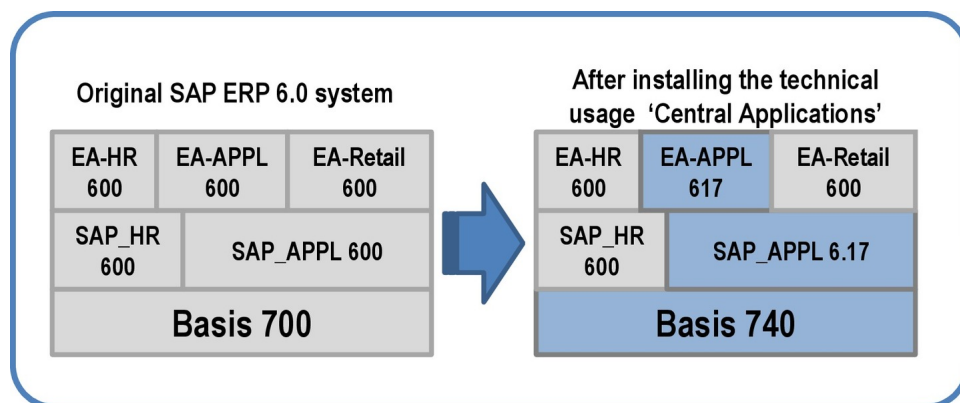 Original SAP ERP 6.0 system
EA-HR
600
EA-APPL
600
EA-Retail
600
SAP_HR
600
SAP_APPL 600
Basis 700
After installing the technical
usage ‘Central Applications’
EA-HR
600
EA-APPL
617
EA-Retail
600
SAP_HR
600
SAP_APPL 6.17
Basis 740